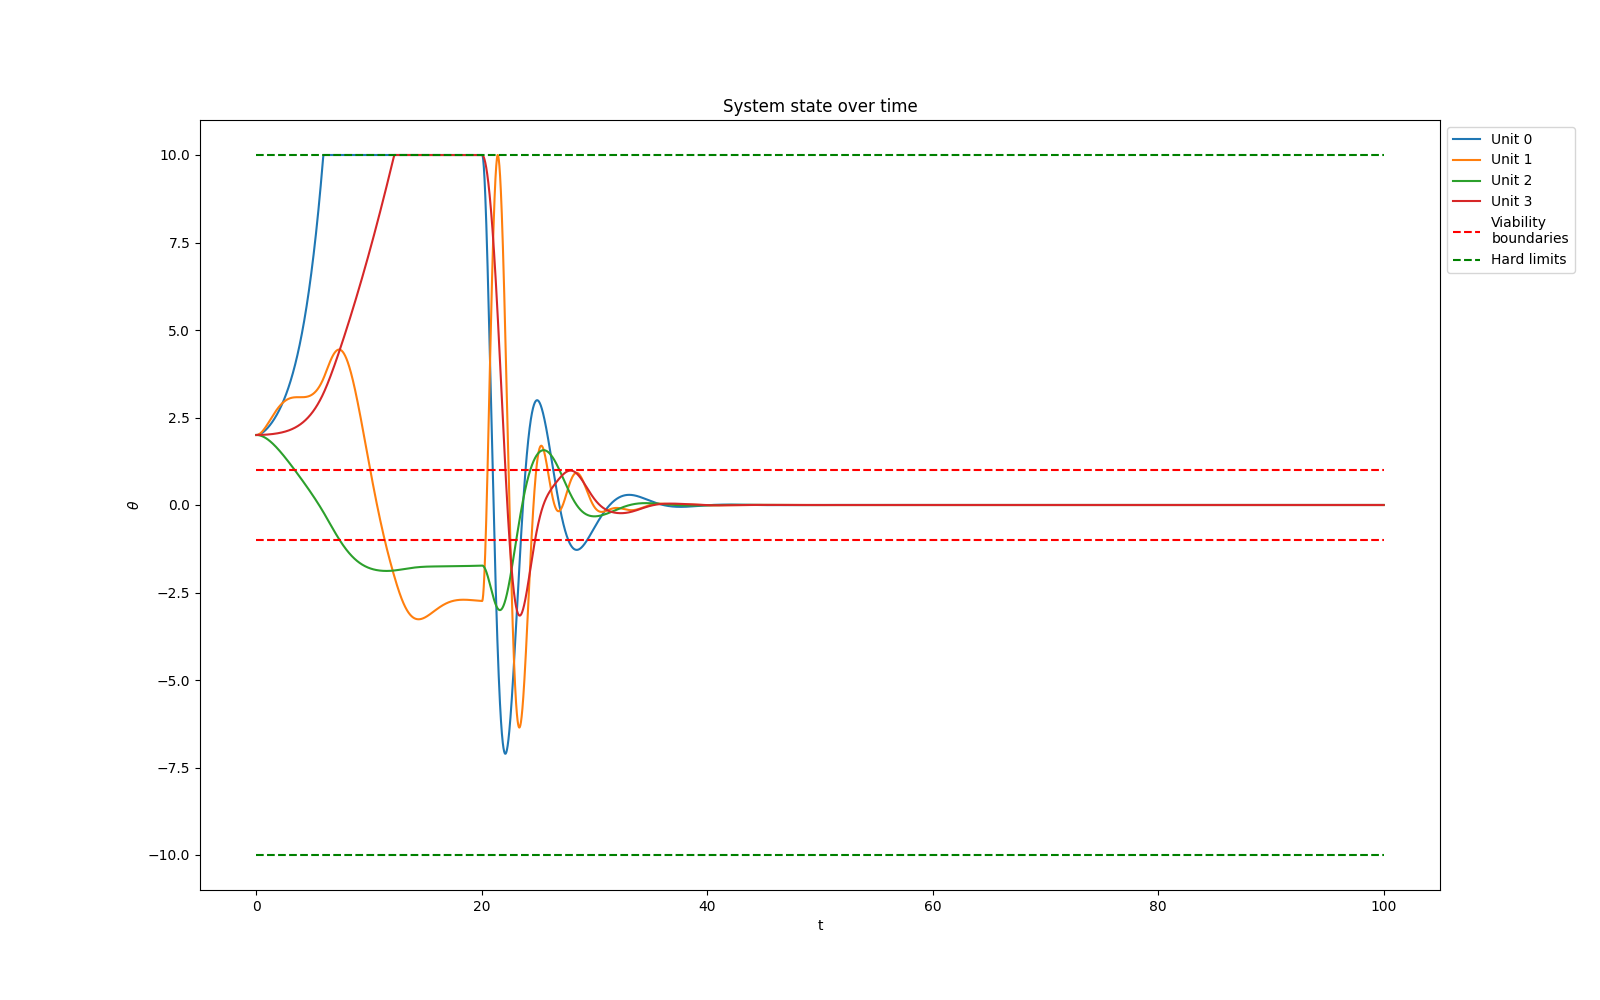 System state over time
10.0
7.5
5.0
2.5
0.0
−2.5
−5.0
−7.5
−10.0
θ
0
20
40
60
80
100
t
Unit 0
Unit 1
Unit 2
Unit 3
Viability
boundaries
Hard limits